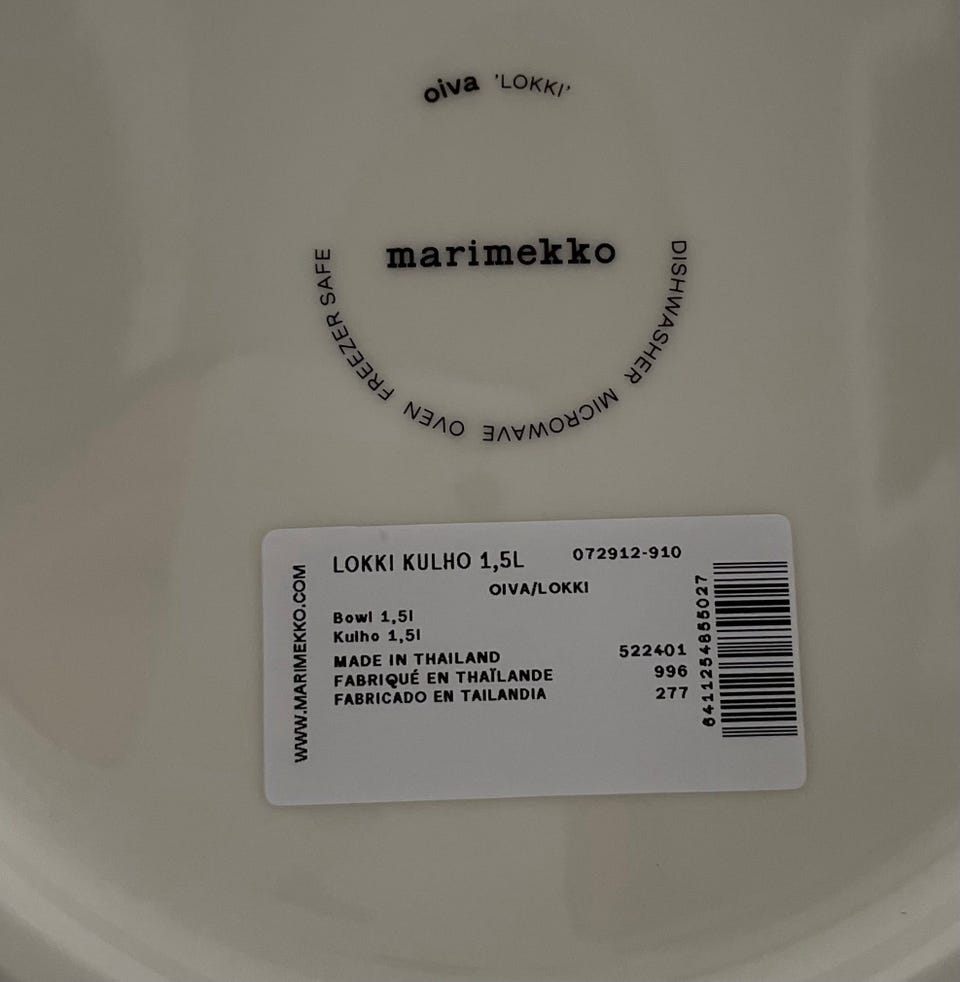 oiva 'LOKKI'
marimekko
DISHWASHER MICROWAVE OVEN FREEZER SAFE
WWW.MARIMEKKO.COM
LOKKI KULHO 1,5L 072912-910
OIVA/LOKKI
Bowl 1,5l
Kulho 1,5l
MADE IN THAILAND 522401
FABRIQUÉ EN THAÏLANDE 996
FABRICADO EN TAILANDIA 277
6411254855027